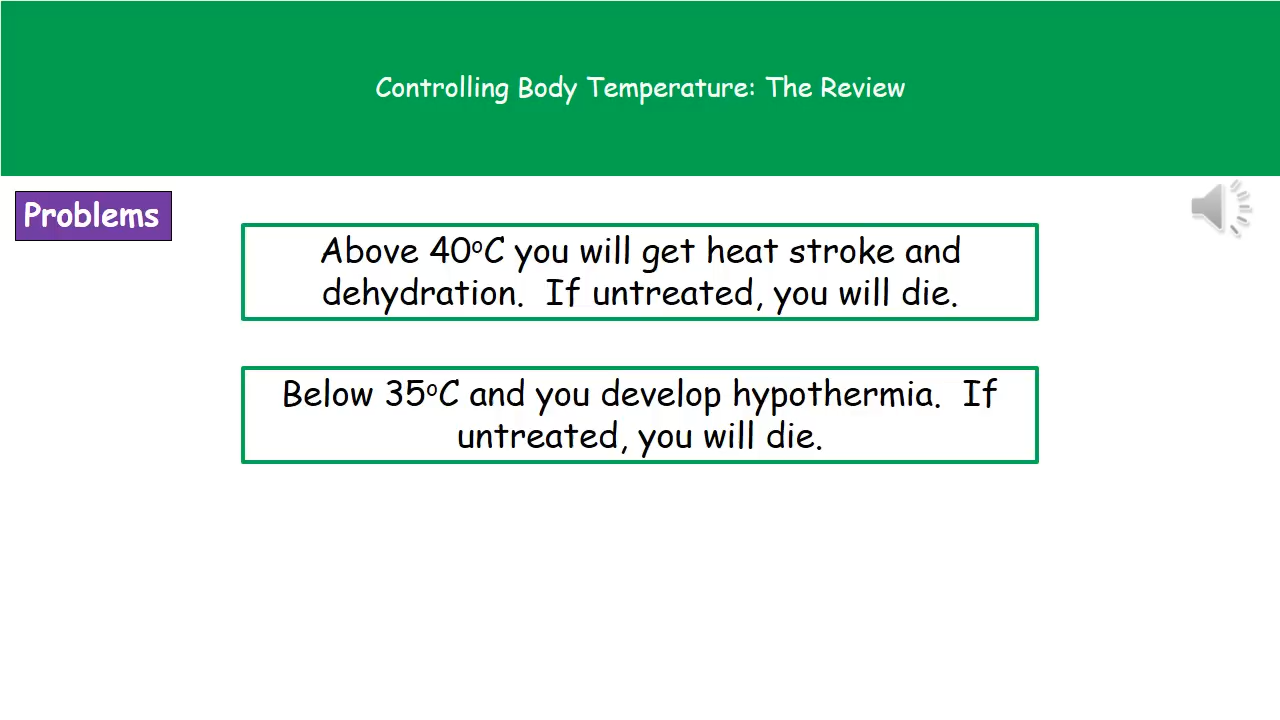 Controlling Body Temperature: The Review
Problems
Above 40ºC you will get heat stroke and
dehydration.  If untreated, you will die.
Below 35ºC and you develop hypothermia.  If
untreated, you will die.